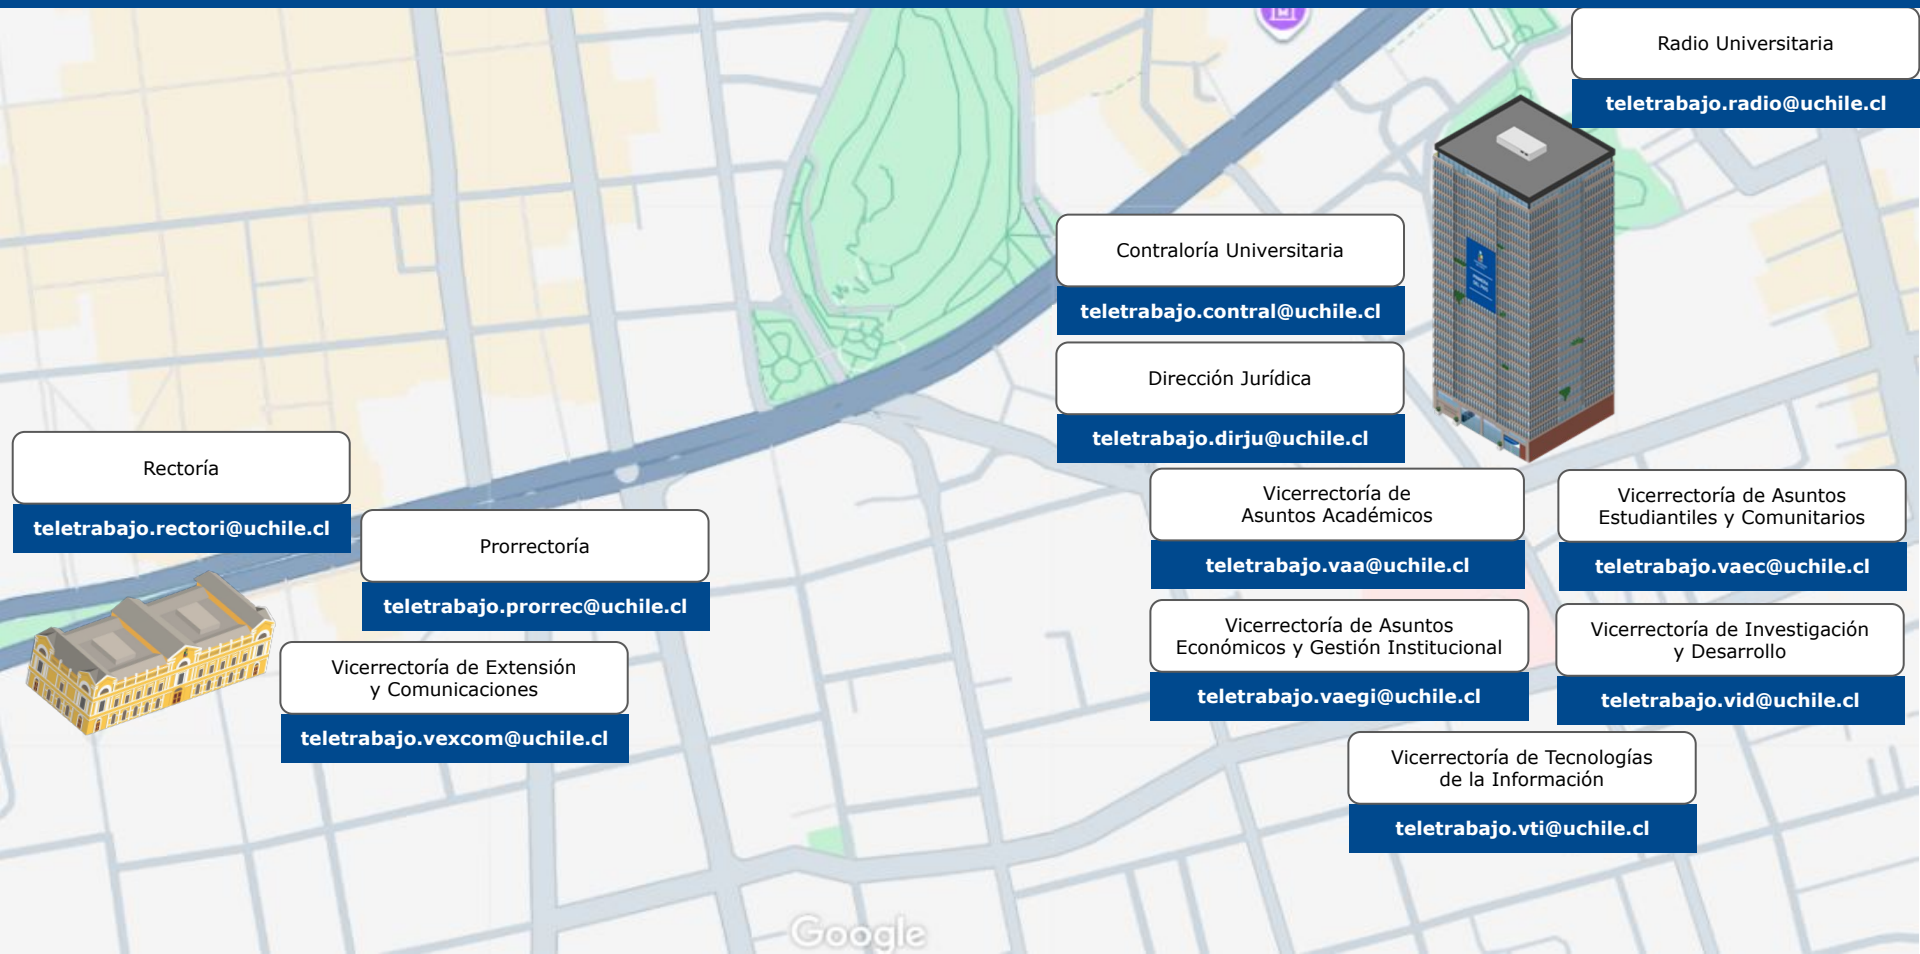 Radio Universitaria
teletrabajo.radio@uchile.cl
Contraloría Universitaria
teletrabajo.contral@uchile.cl
Dirección Jurídica
teletrabajo.dirju@uchile.cl
Rectoría
teletrabajo.rectori@uchile.cl
Prorrectoría
teletrabajo.prorrec@uchile.cl
Vicerrectoría de Extensión
y Comunicaciones
teletrabajo.vexcom@uchile.cl
Vicerrectoría de
Asuntos Académicos
teletrabajo.vaa@uchile.cl
Vicerrectoría de Asuntos
Estudiantiles y Comunitarios
teletrabajo.vaec@uchile.cl
Vicerrectoría de Asuntos
Económicos y Gestión Institucional
teletrabajo.vaegi@uchile.cl
Vicerrectoría de Investigación
y Desarrollo
teletrabajo.vid@uchile.cl
Vicerrectoría de Tecnologías
de la Información
teletrabajo.vti@uchile.cl
Google